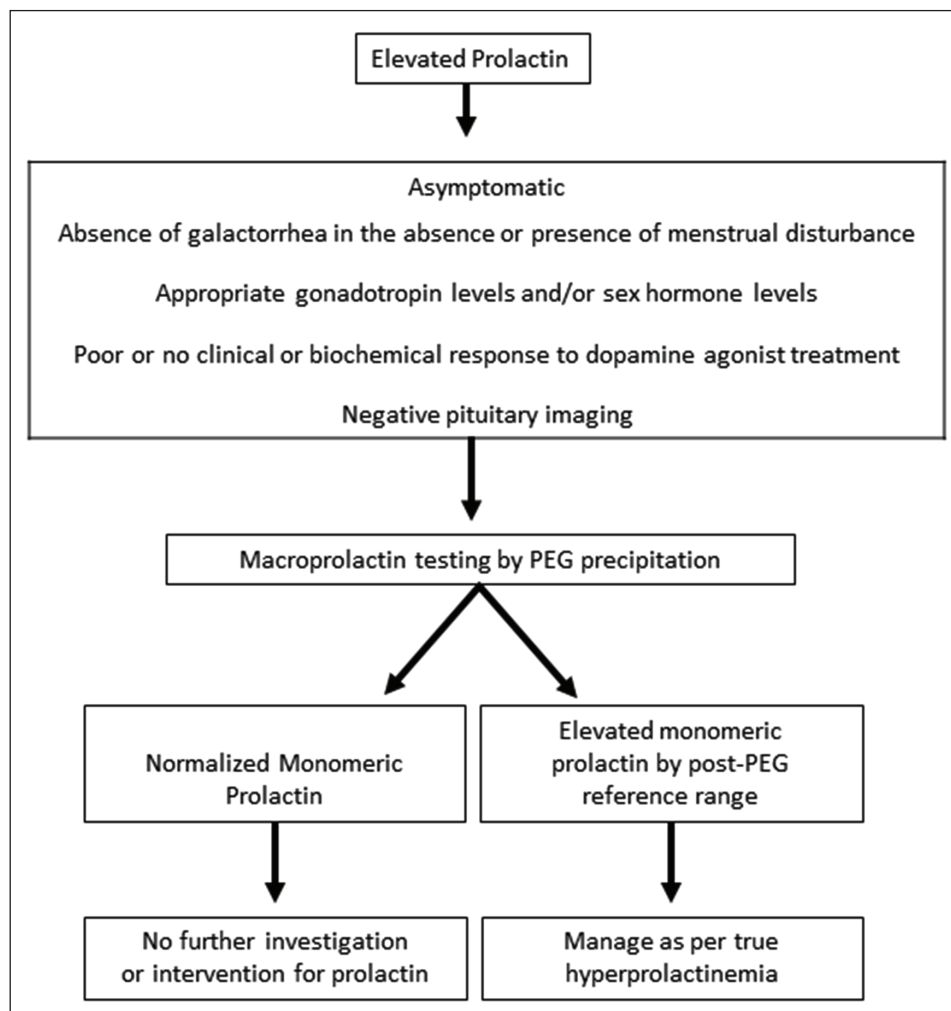 Elevated Prolactin
Asymptomatic
Absence of galactorrhea in the absence or presence of menstrual disturbance
Appropriate gonadotropin levels and/or sex hormone levels
Poor or no clinical or biochemical response to dopamine agonist treatment
Negative pituitary imaging
Macroprolactin testing by PEG precipitation
Normalized Monomeric
Prolactin
Elevated monomeric
prolactin by post-PEG
reference range
No further investigation
or intervention for prolactin
Manage as per true
hyperprolactinemia